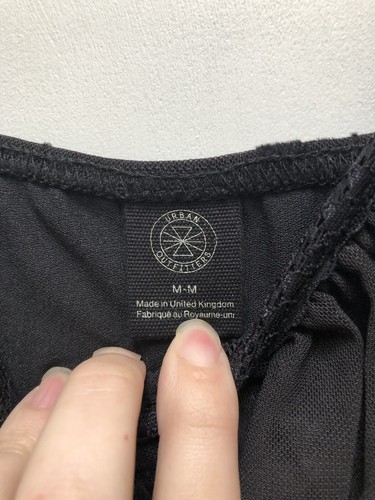 URBAN
OUTFITTERS
M-M
Made in United Kingdom
Fabriqué au Royaume-uni